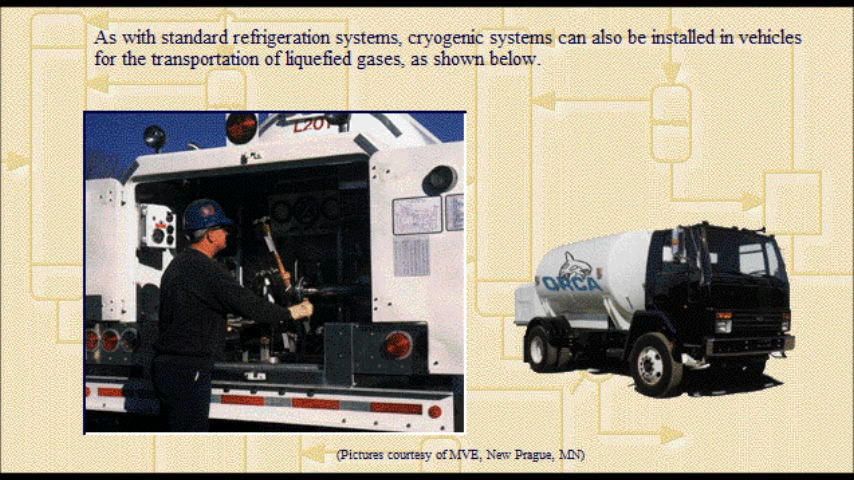 As with standard refrigeration systems, cryogenic systems can also be installed in vehicles
for the transportation of liquefied gases, as shown below.
L201
ORCA
(Pictures courtesy of MVE, New Prague, MN)